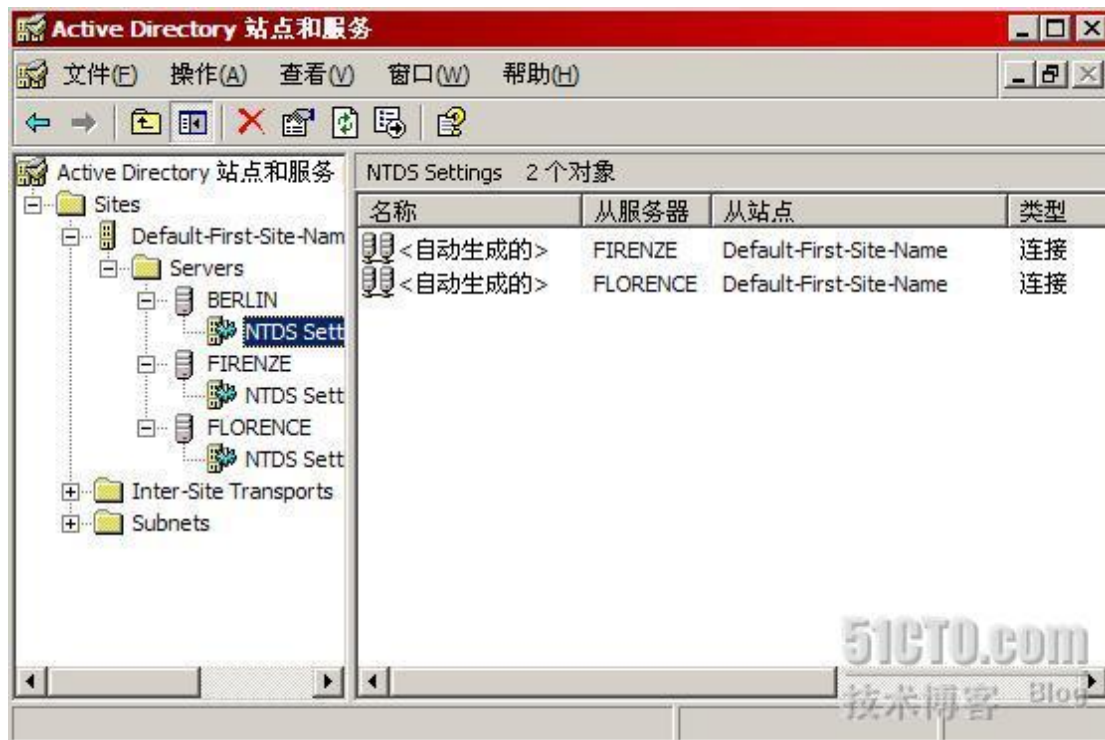 Active Directory 站点和服务
文件(F) 操作(A) 查看(V) 窗口(W) 帮助(H)
Active Directory 站点和服务
Sites
Default-First-Site-Nam
Servers
BERLIN
NTDS Sett
FIRENZE
NTDS Sett
FLORENCE
NTDS Sett
Inter-Site Transports
Subnets
NTDS Settings 2 个对象
名称 从服务器 从站点 类型
<自动生成的> FIRENZE Default-First-Site-Name 连接
<自动生成的> FLORENCE Default-First-Site-Name 连接
51CTO.com
技术博客 Blog